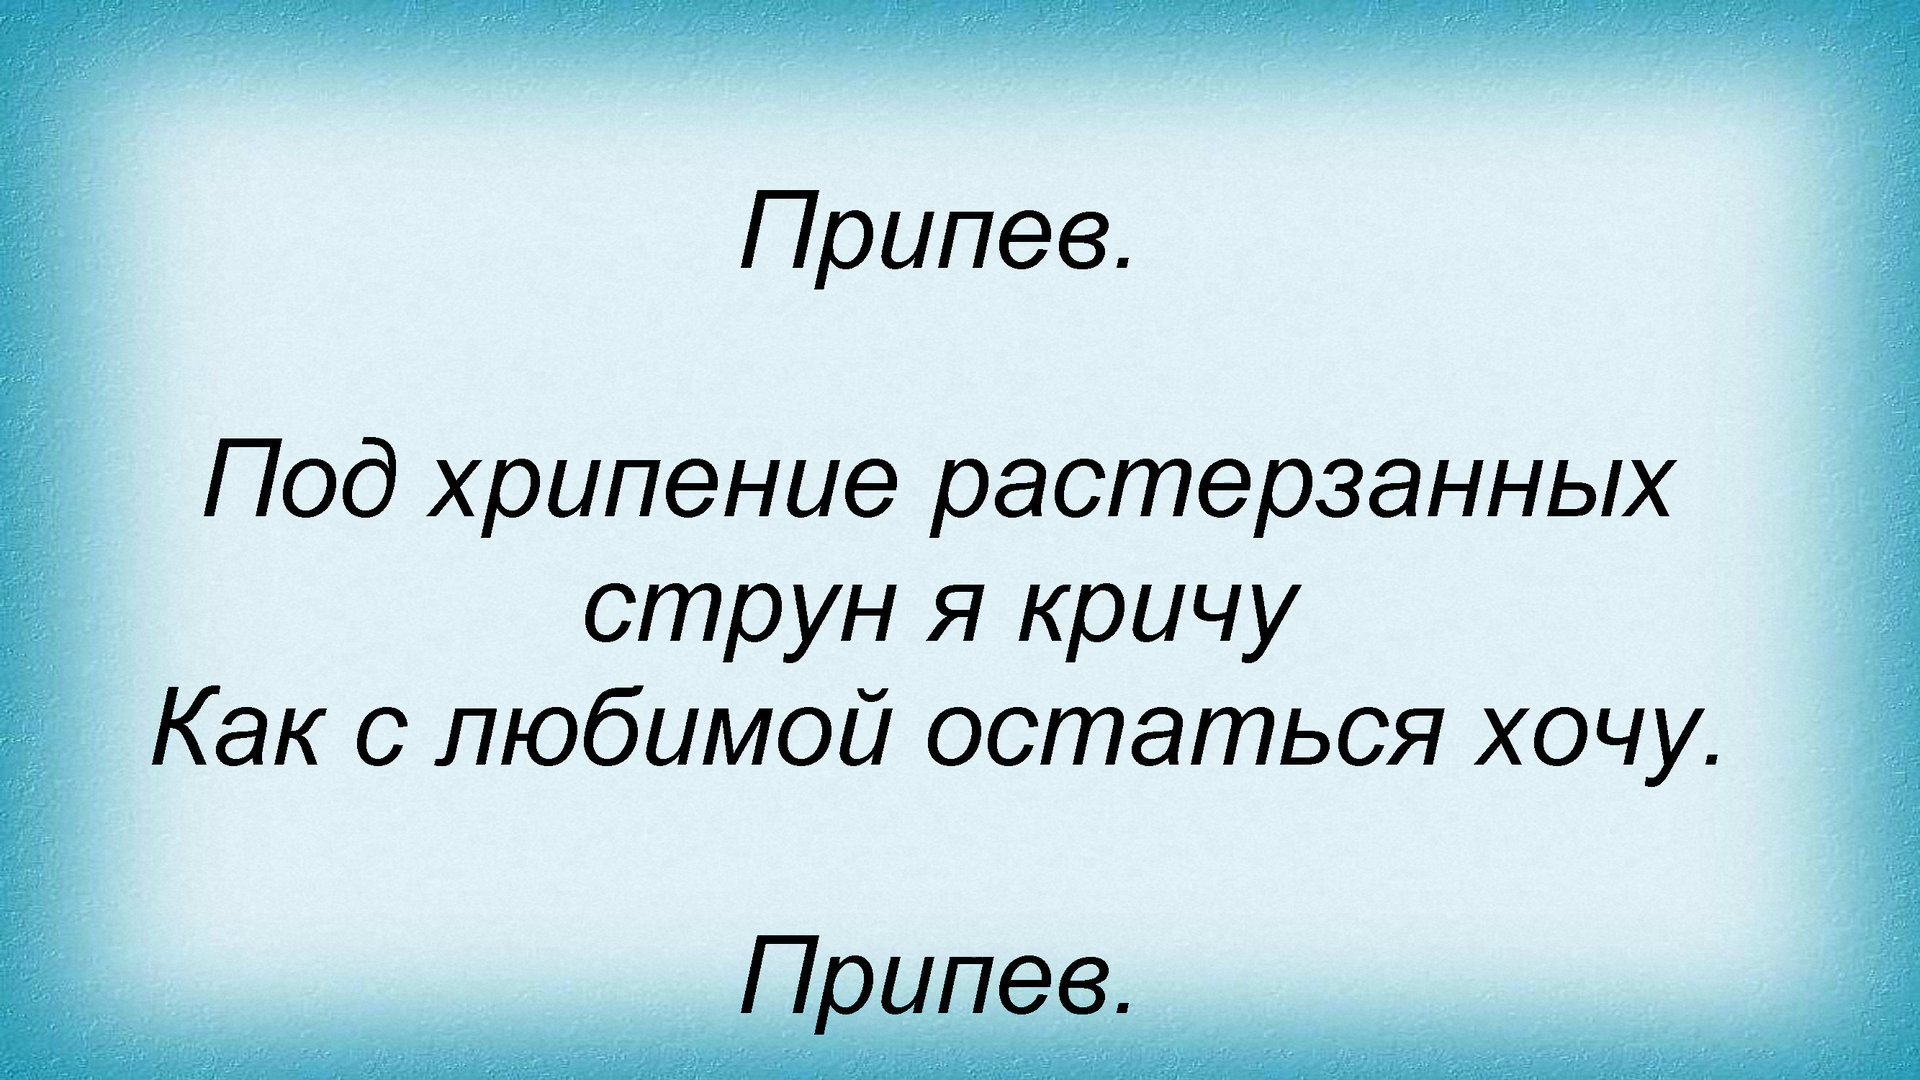 Припев.
Под хрипение растерзанных
струн я кричу
Как с любимой остаться хочу.
Припев.